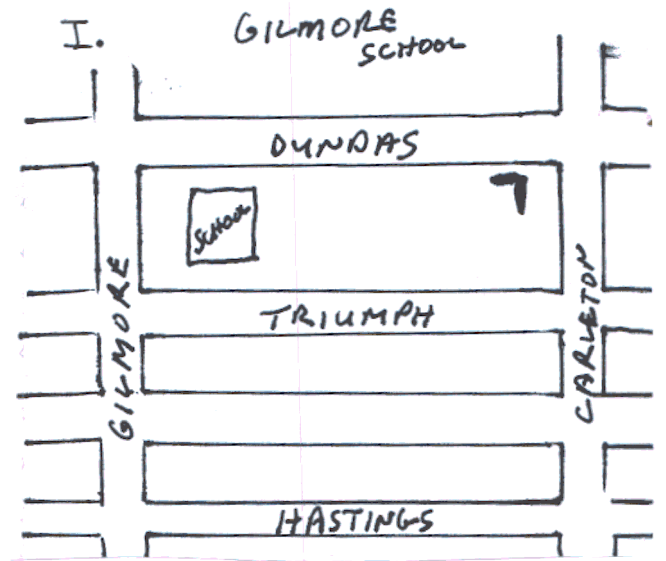 I.
GILMORE
SCHOOL
DUNDAS
SCHOOL
GILMORE
TRIUMPH
CARLETON
HASTINGS